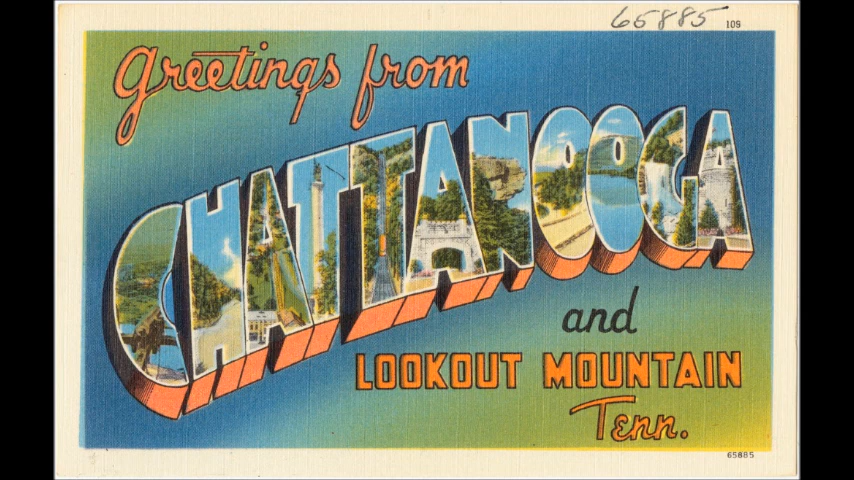 65885
109
Greetings from
CHATTANOOGA
and
LOOKOUT MOUNTAIN
Tenn.
65885